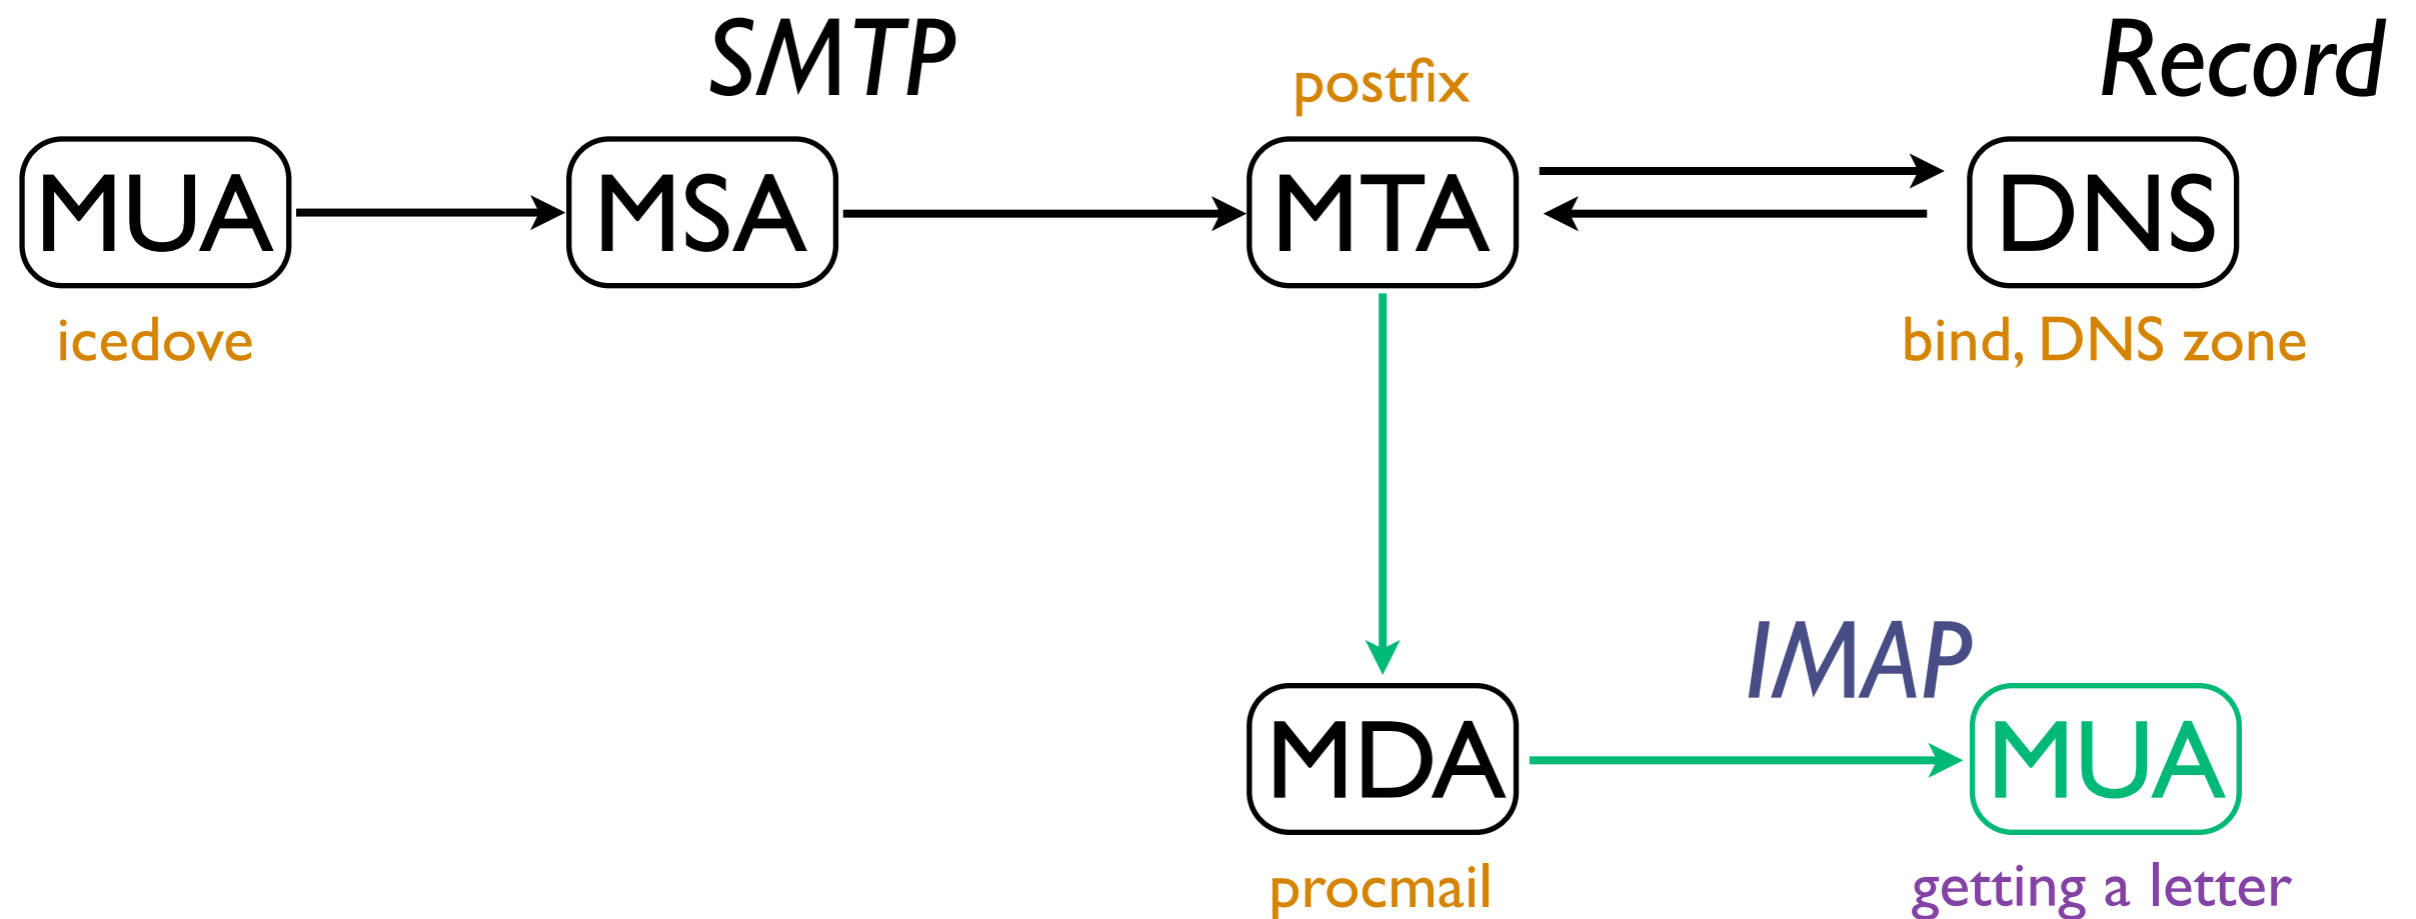 SMTP
postfix
Record
MUA
MSA
MTA
DNS
icedove
bind, DNS zone
IMAP
MDA
MUA
procmail
getting a letter